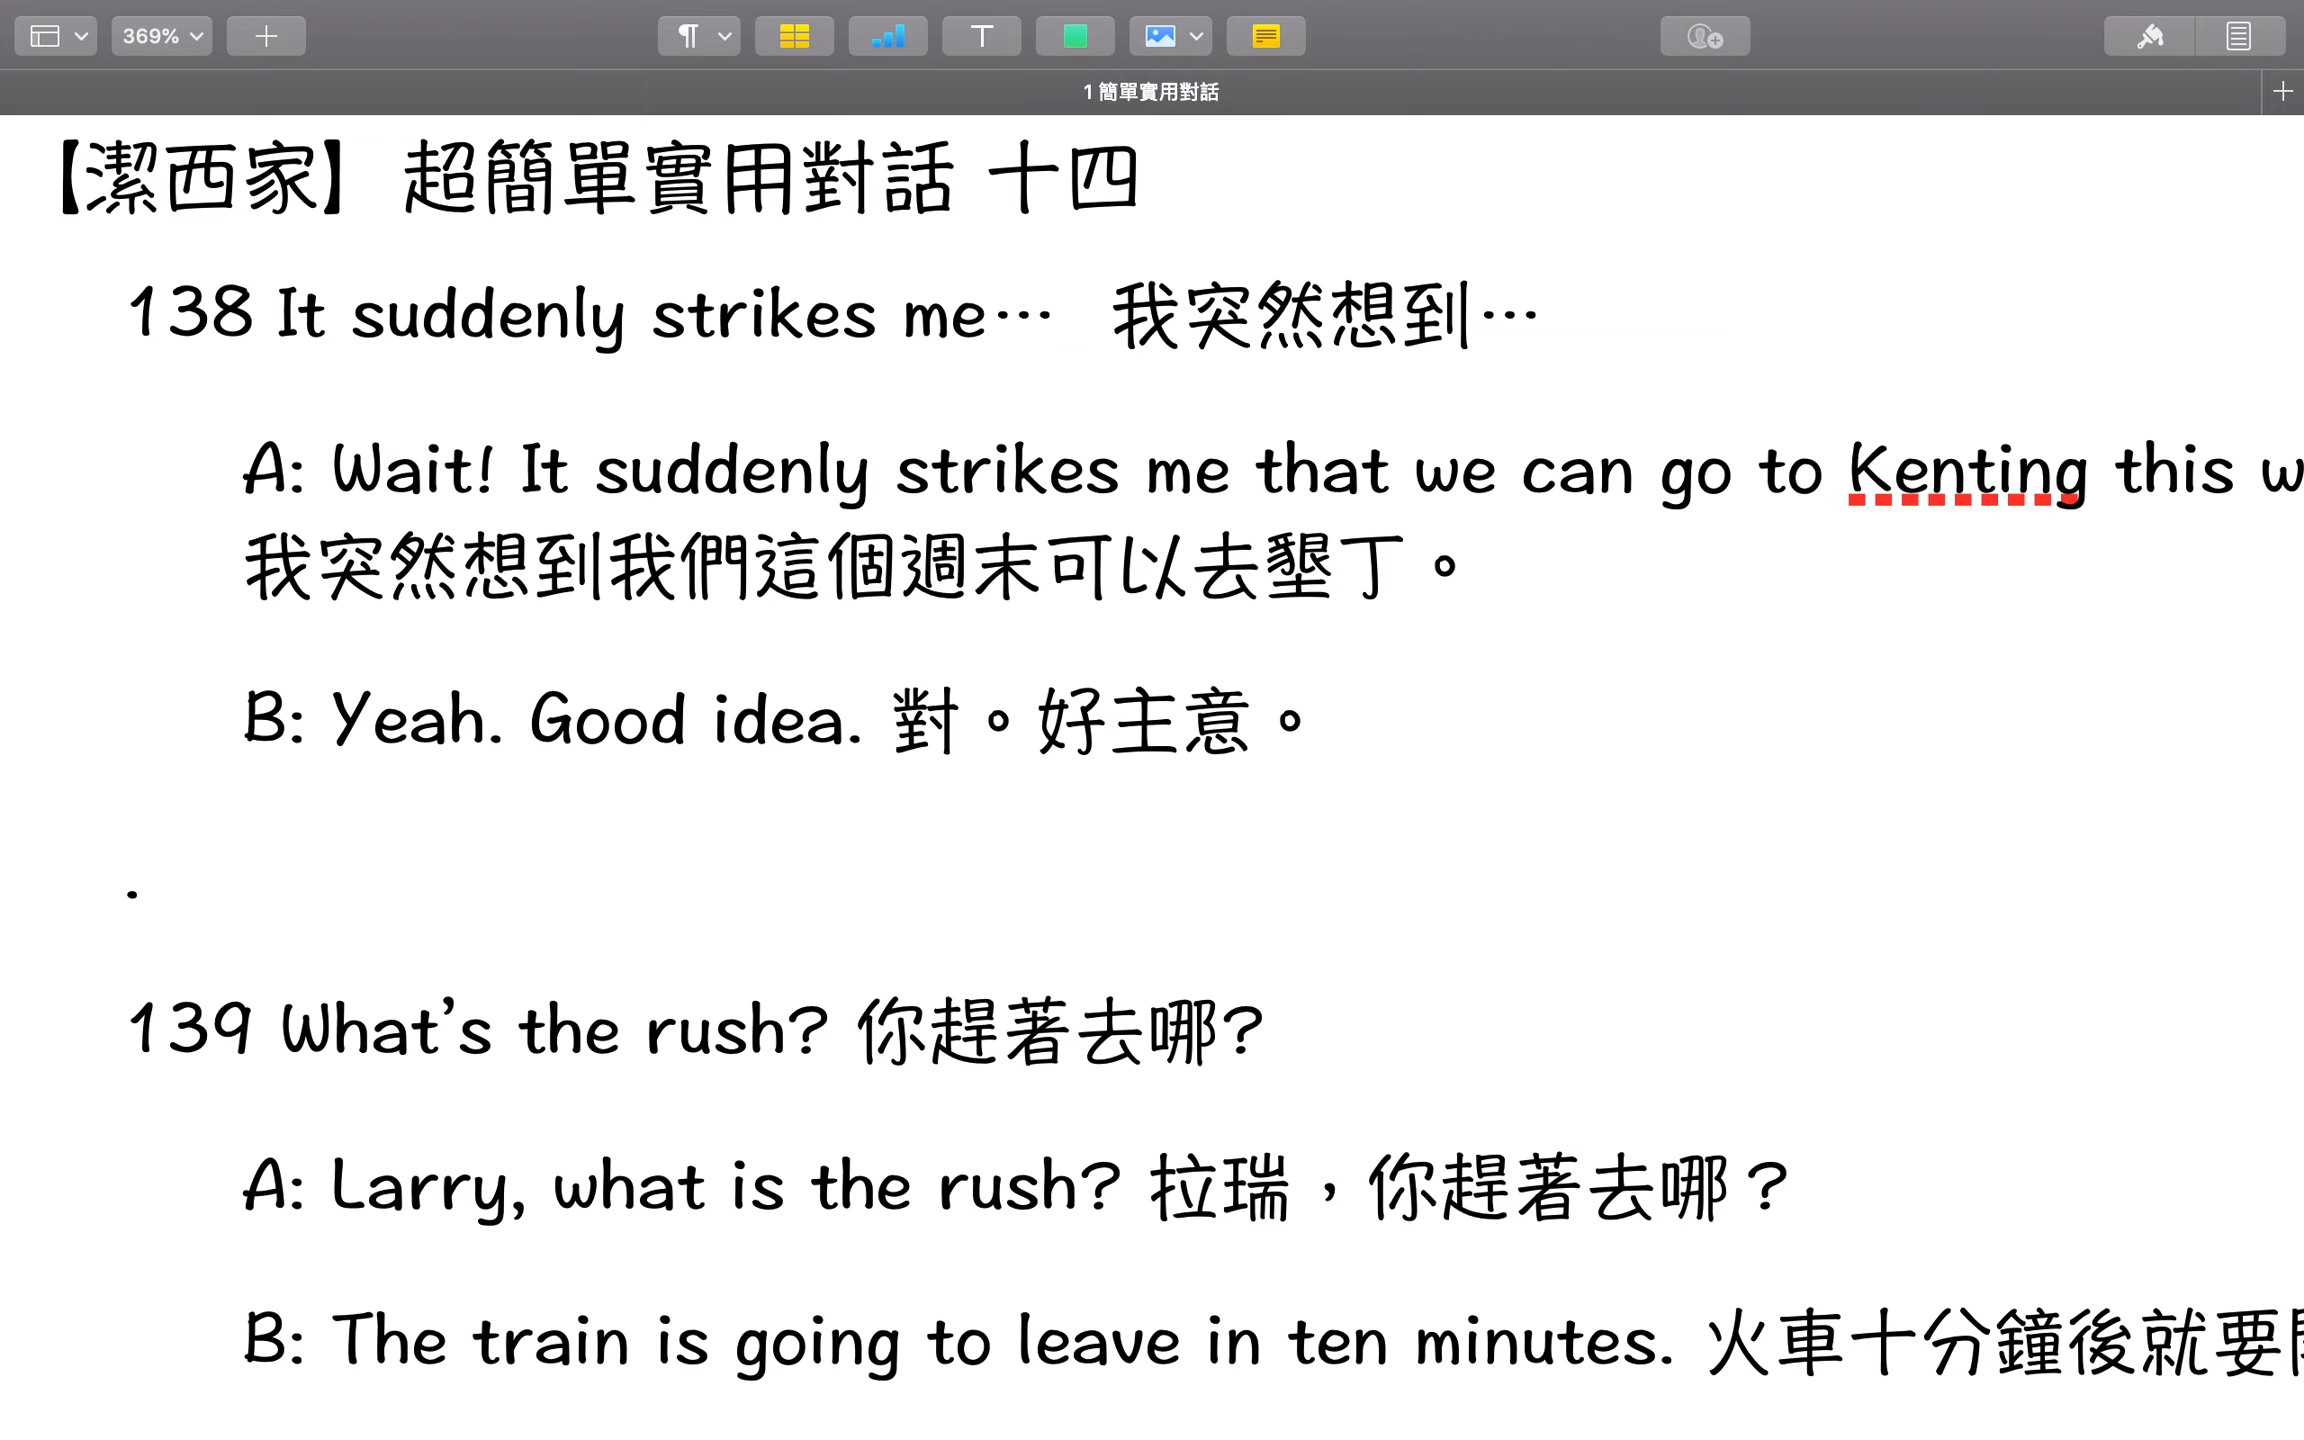 369%
1 簡單實用對話
【潔西家】 超簡單實用對話 十四
138 It suddenly strikes me… 我突然想到…
A: Wait! It suddenly strikes me that we can go to Kenting this w
我突然想到我們這個週末可以去墾丁。
B: Yeah. Good idea. 對。好主意。
.
139 What’s the rush? 你趕著去哪?
A: Larry, what is the rush? 拉瑞，你趕著去哪？
B: The train is going to leave in ten minutes. 火車十分鐘後就要